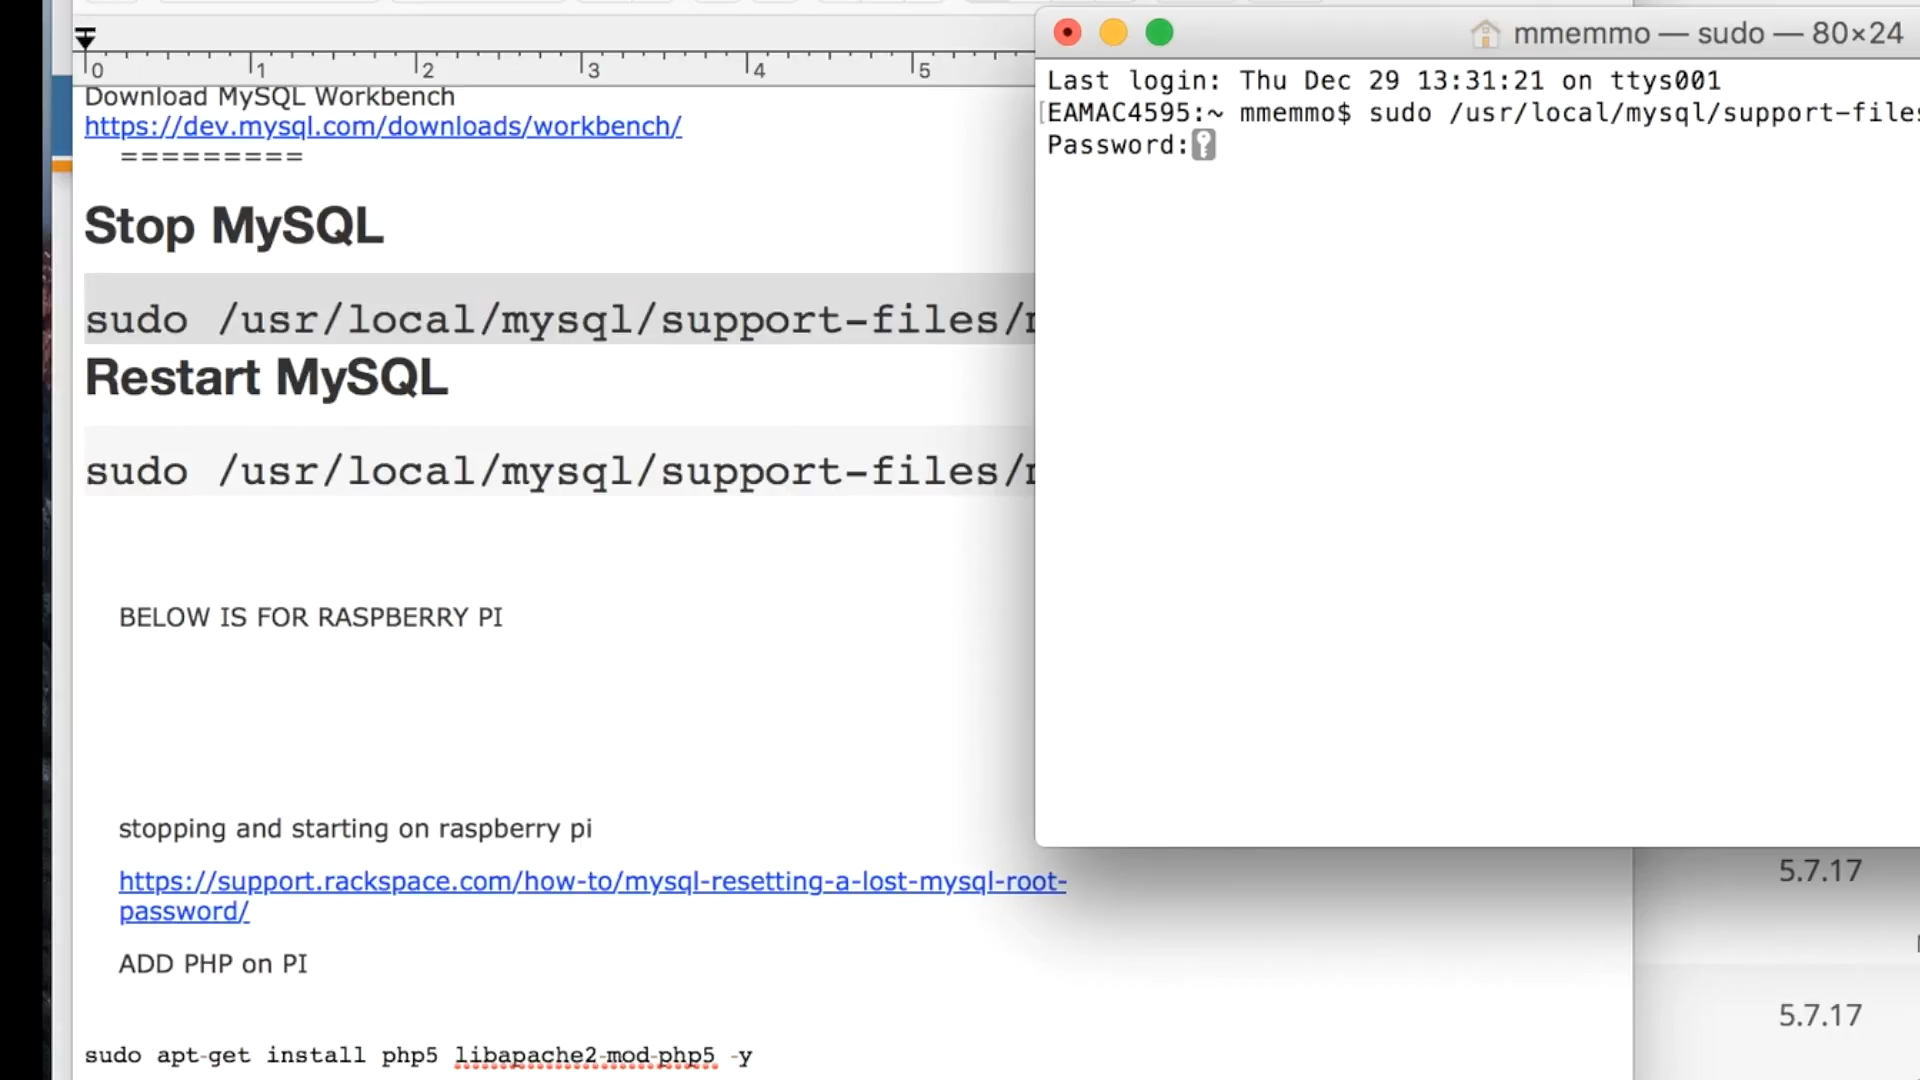 0 1 2 3 4 5
Download MySQL Workbench
https://dev.mysql.com/downloads/workbench/
=========
Stop MySQL
sudo /usr/local/mysql/support-files/
Restart MySQL
sudo /usr/local/mysql/support-files/
BELOW IS FOR RASPBERRY PI
stopping and starting on raspberry pi
https://support.rackspace.com/how-to/mysql-resetting-a-lost-mysql-root-
password/
ADD PHP on PI
sudo apt-get install php5 libapache2-mod-php5 -y
mmemmo — sudo — 80×24
Last login: Thu Dec 29 13:31:21 on ttys001
EAMAC4595:~ mmemmo$ sudo /usr/local/mysql/support-files
Password:
5.7.17
5.7.17